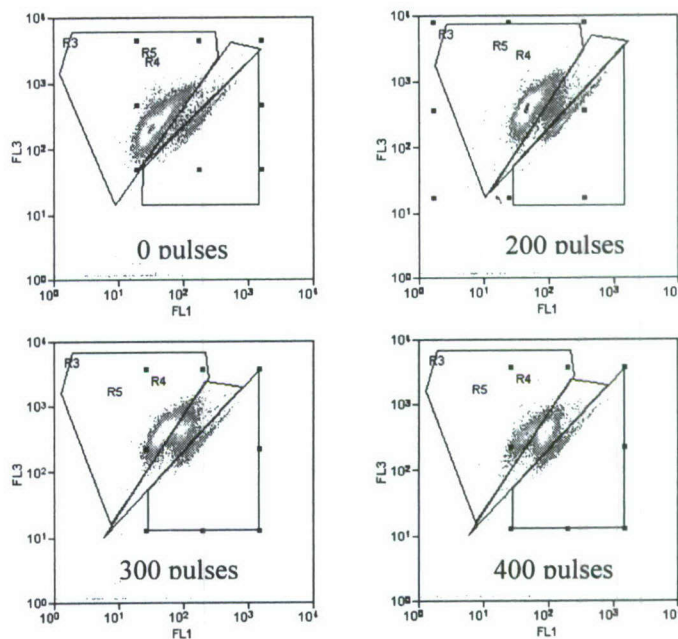 10⁴
10³
10²
10¹
10⁰
FL3
R3
R5
R4
0 pulses
10⁰ 10¹ 10² 10³ 10⁴
FL1
10⁴
10³
10²
10¹
10⁰
FL3
R3
R5
R4
200 pulses
10⁰ 10¹ 10² 10³ 10⁴
FL1
10⁴
10³
10²
10¹
10⁰
FL3
R3
R5
R4
300 pulses
10⁰ 10¹ 10² 10³ 10⁴
FL1
10⁴
10³
10²
10¹
10⁰
FL3
R3
R5
R4
400 pulses
10⁰ 10¹ 10² 10³ 10⁴
FL1